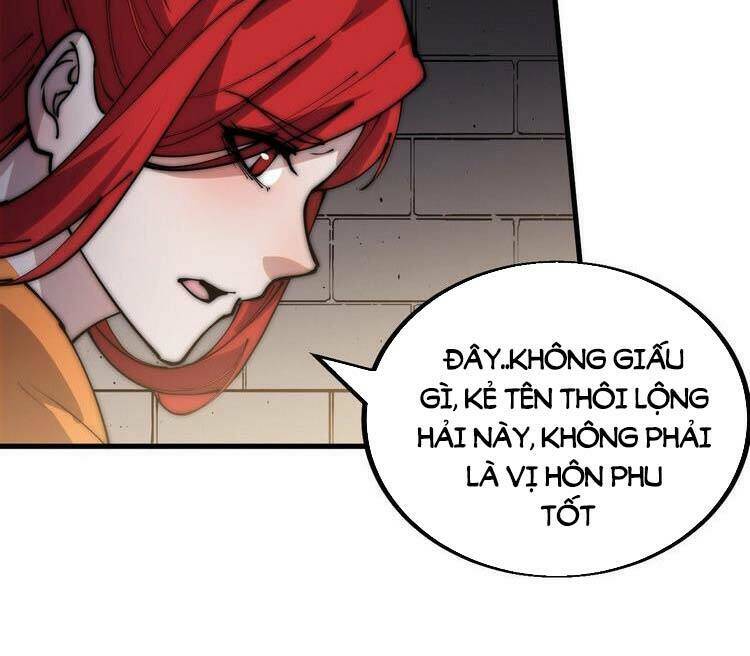 ĐÂY..KHÔNG GIẤU
GÌ, KẺ TÊN THÔI LỘNG
HẢI NÀY, KHÔNG PHẢI
LÀ VỊ HÔN PHU
TỐT